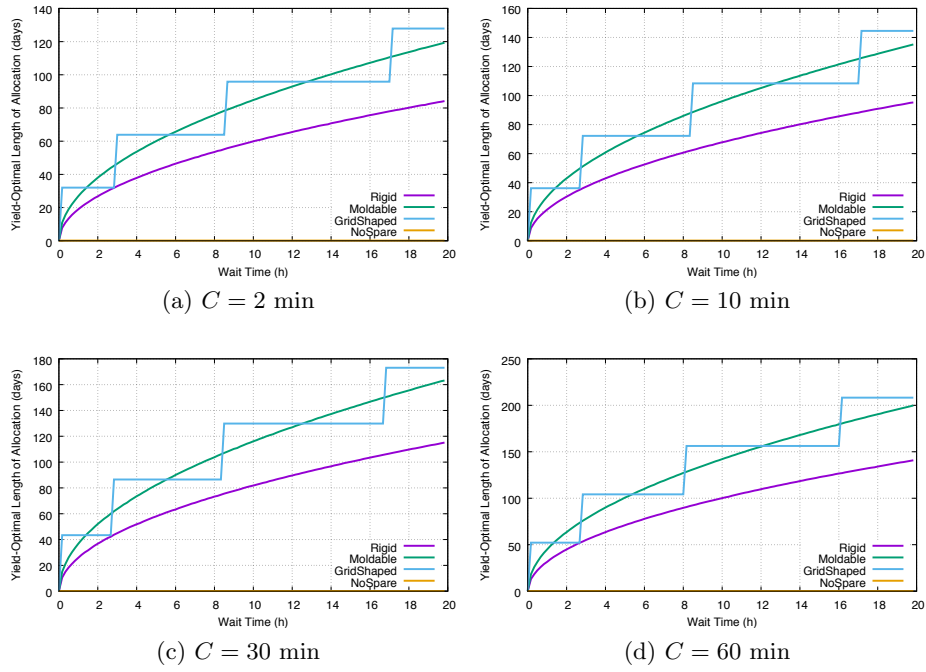 140
120
100
80
60
40
20
0
Yield-Optimal Length of Allocation (days)
Rigid
Moldable
GridShaped
NoSpare
0 2 4 6 8 10 12 14 16 18 20
Wait Time (h)
(a) C = 2 min
160
140
120
100
80
60
40
20
0
Yield-Optimal Length of Allocation (days)
Rigid
Moldable
GridShaped
NoSpare
0 2 4 6 8 10 12 14 16 18 20
Wait Time (h)
(b) C = 10 min
180
160
140
120
100
80
60
40
20
0
Yield-Optimal Length of Allocation (days)
Rigid
Moldable
GridShaped
NoSpare
0 2 4 6 8 10 12 14 16 18 20
Wait Time (h)
(c) C = 30 min
250
200
150
100
50
0
Yield-Optimal Length of Allocation (days)
Rigid
Moldable
GridShaped
NoSpare
0 2 4 6 8 10 12 14 16 18 20
Wait Time (h)
(d) C = 60 min